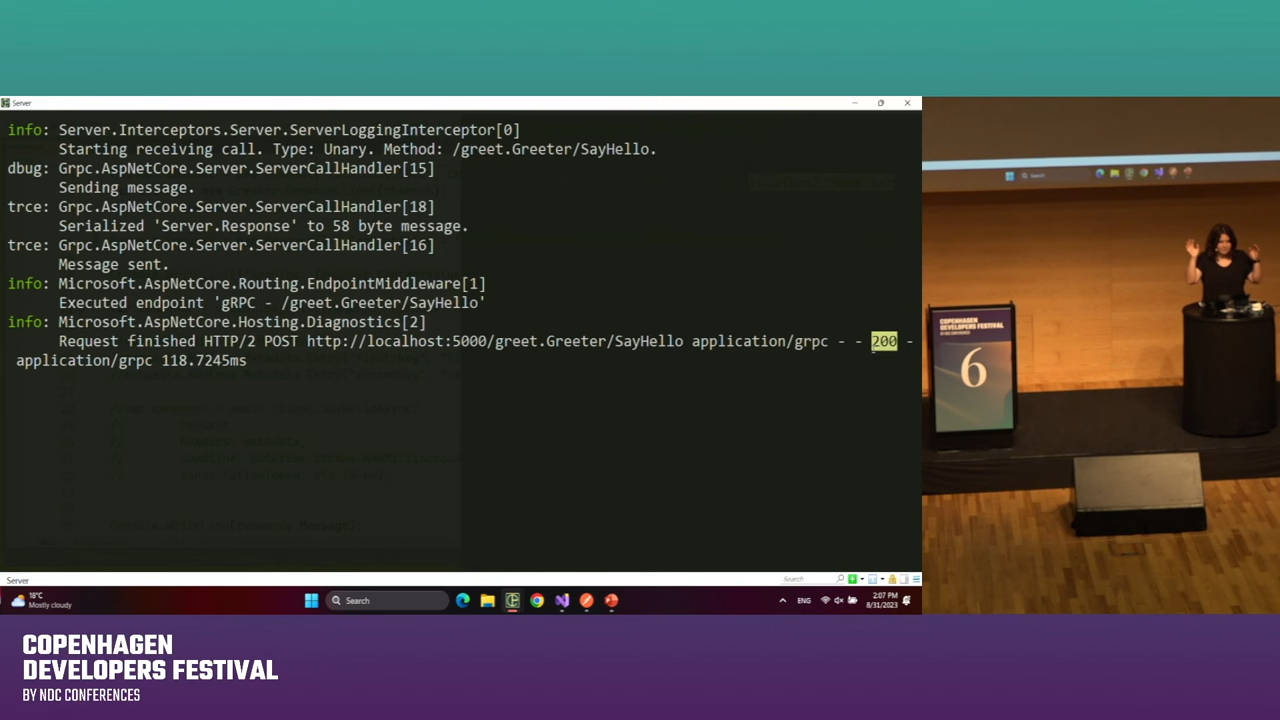 Server
info: Server.Interceptors.Server.ServerLoggingInterceptor[0]
Starting receiving call. Type: Unary. Method: /greet.Greeter/SayHello.
dbug: Grpc.AspNetCore.Server.ServerCallHandler[15]
Sending message.
trce: Grpc.AspNetCore.Server.ServerCallHandler[18]
Serialized 'Server.Response' to 58 byte message.
trce: Grpc.AspNetCore.Server.ServerCallHandler[16]
Message sent.
info: Microsoft.AspNetCore.Routing.EndpointMiddleware[1]
Executed endpoint 'gRPC - /greet.Greeter/SayHello'
info: Microsoft.AspNetCore.Hosting.Diagnostics[2]
Request finished HTTP/2 POST http://localhost:5000/greet.Greeter/SayHello application/grpc - - 200 -
application/grpc 118.7245ms
Server
Search
18°C
Mostly cloudy
Search
ENG
2:07 PM
8/31/2023
COPENHAGEN
DEVELOPERS FESTIVAL
BY NDC CONFERENCES
6
COPENHAGEN
DEVELOPERS FESTIVAL
BY NDC CONFERENCES